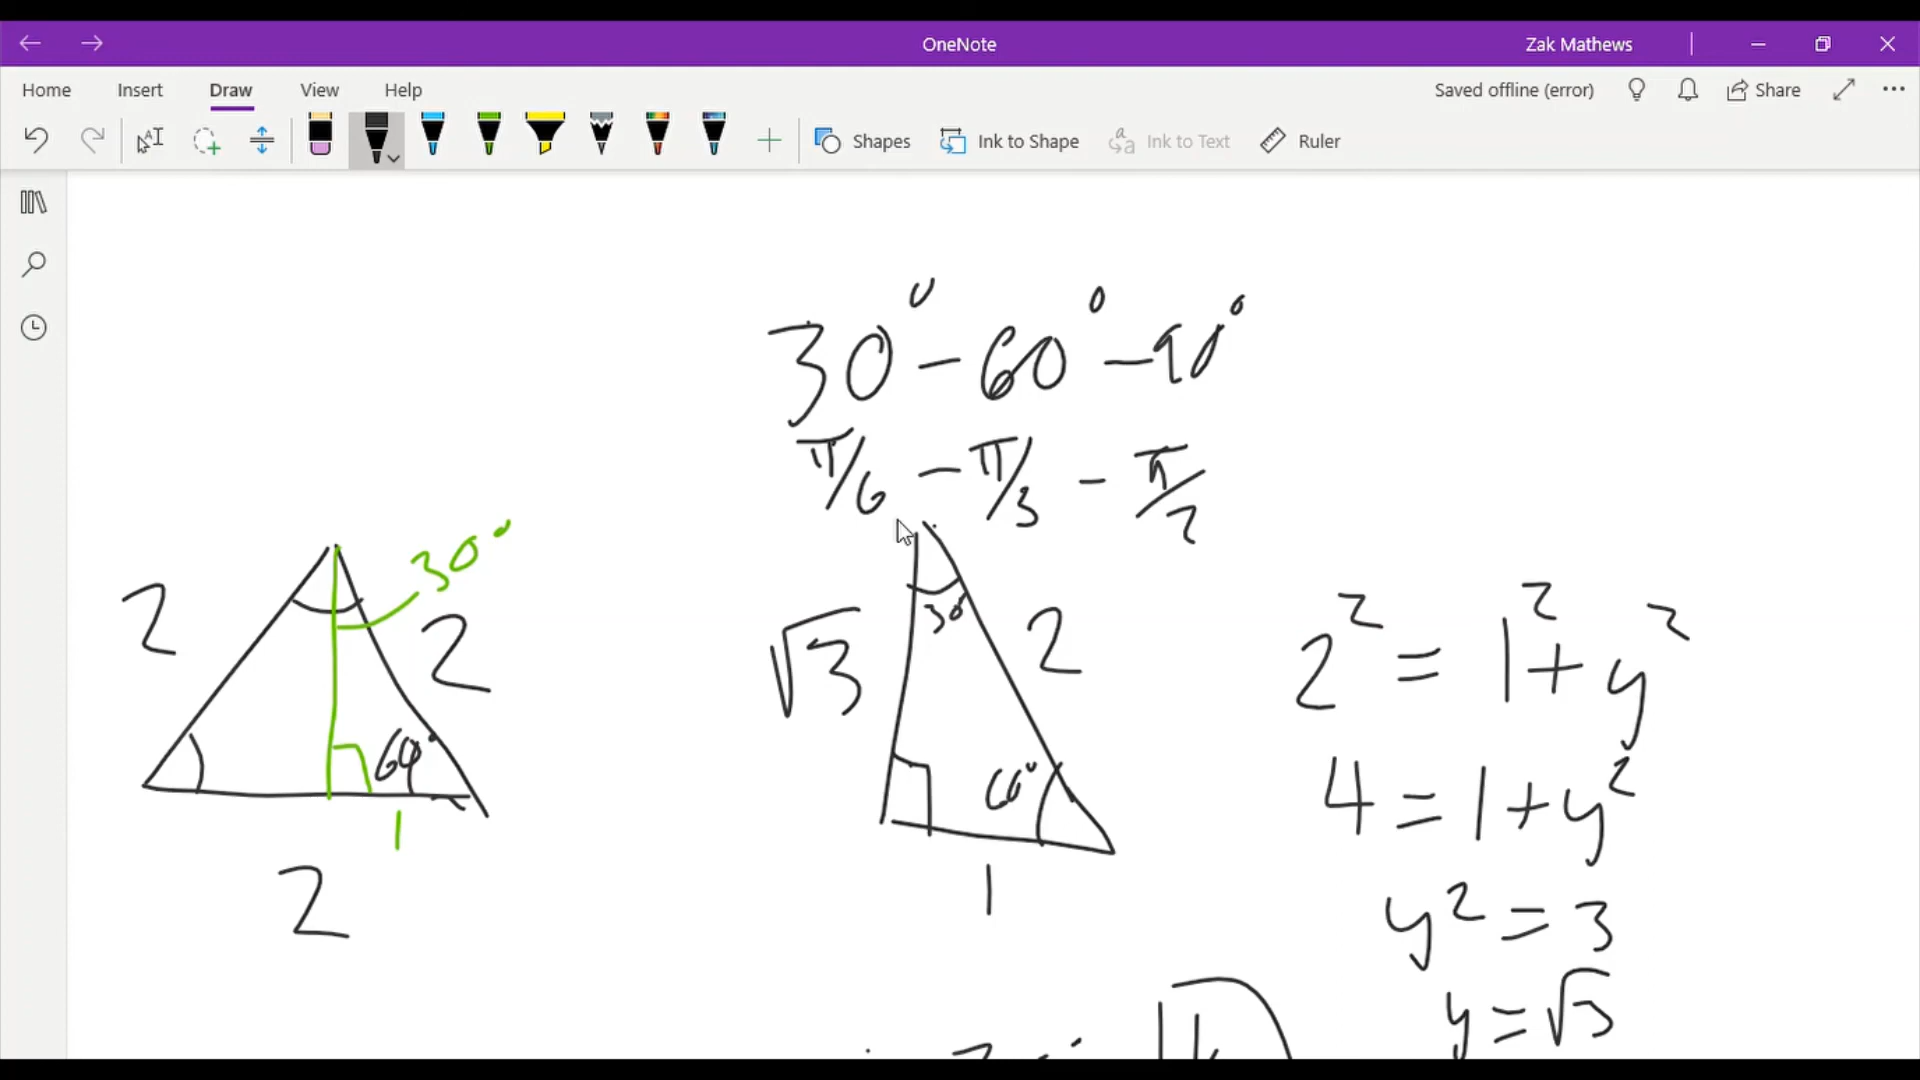 OneNote
Zak Mathews
Home Insert Draw View Help
Saved offline (error)
Share
Shapes
Ink to Shape
Ink to Text
Ruler
30° - 60° - 90°
π/6 - π/3 - π/2
2
30°
2
60°
1
2
√3
30°
2
60°
1
2² = 1² + y²
4 = 1 + y²
y² = 3
y = √3